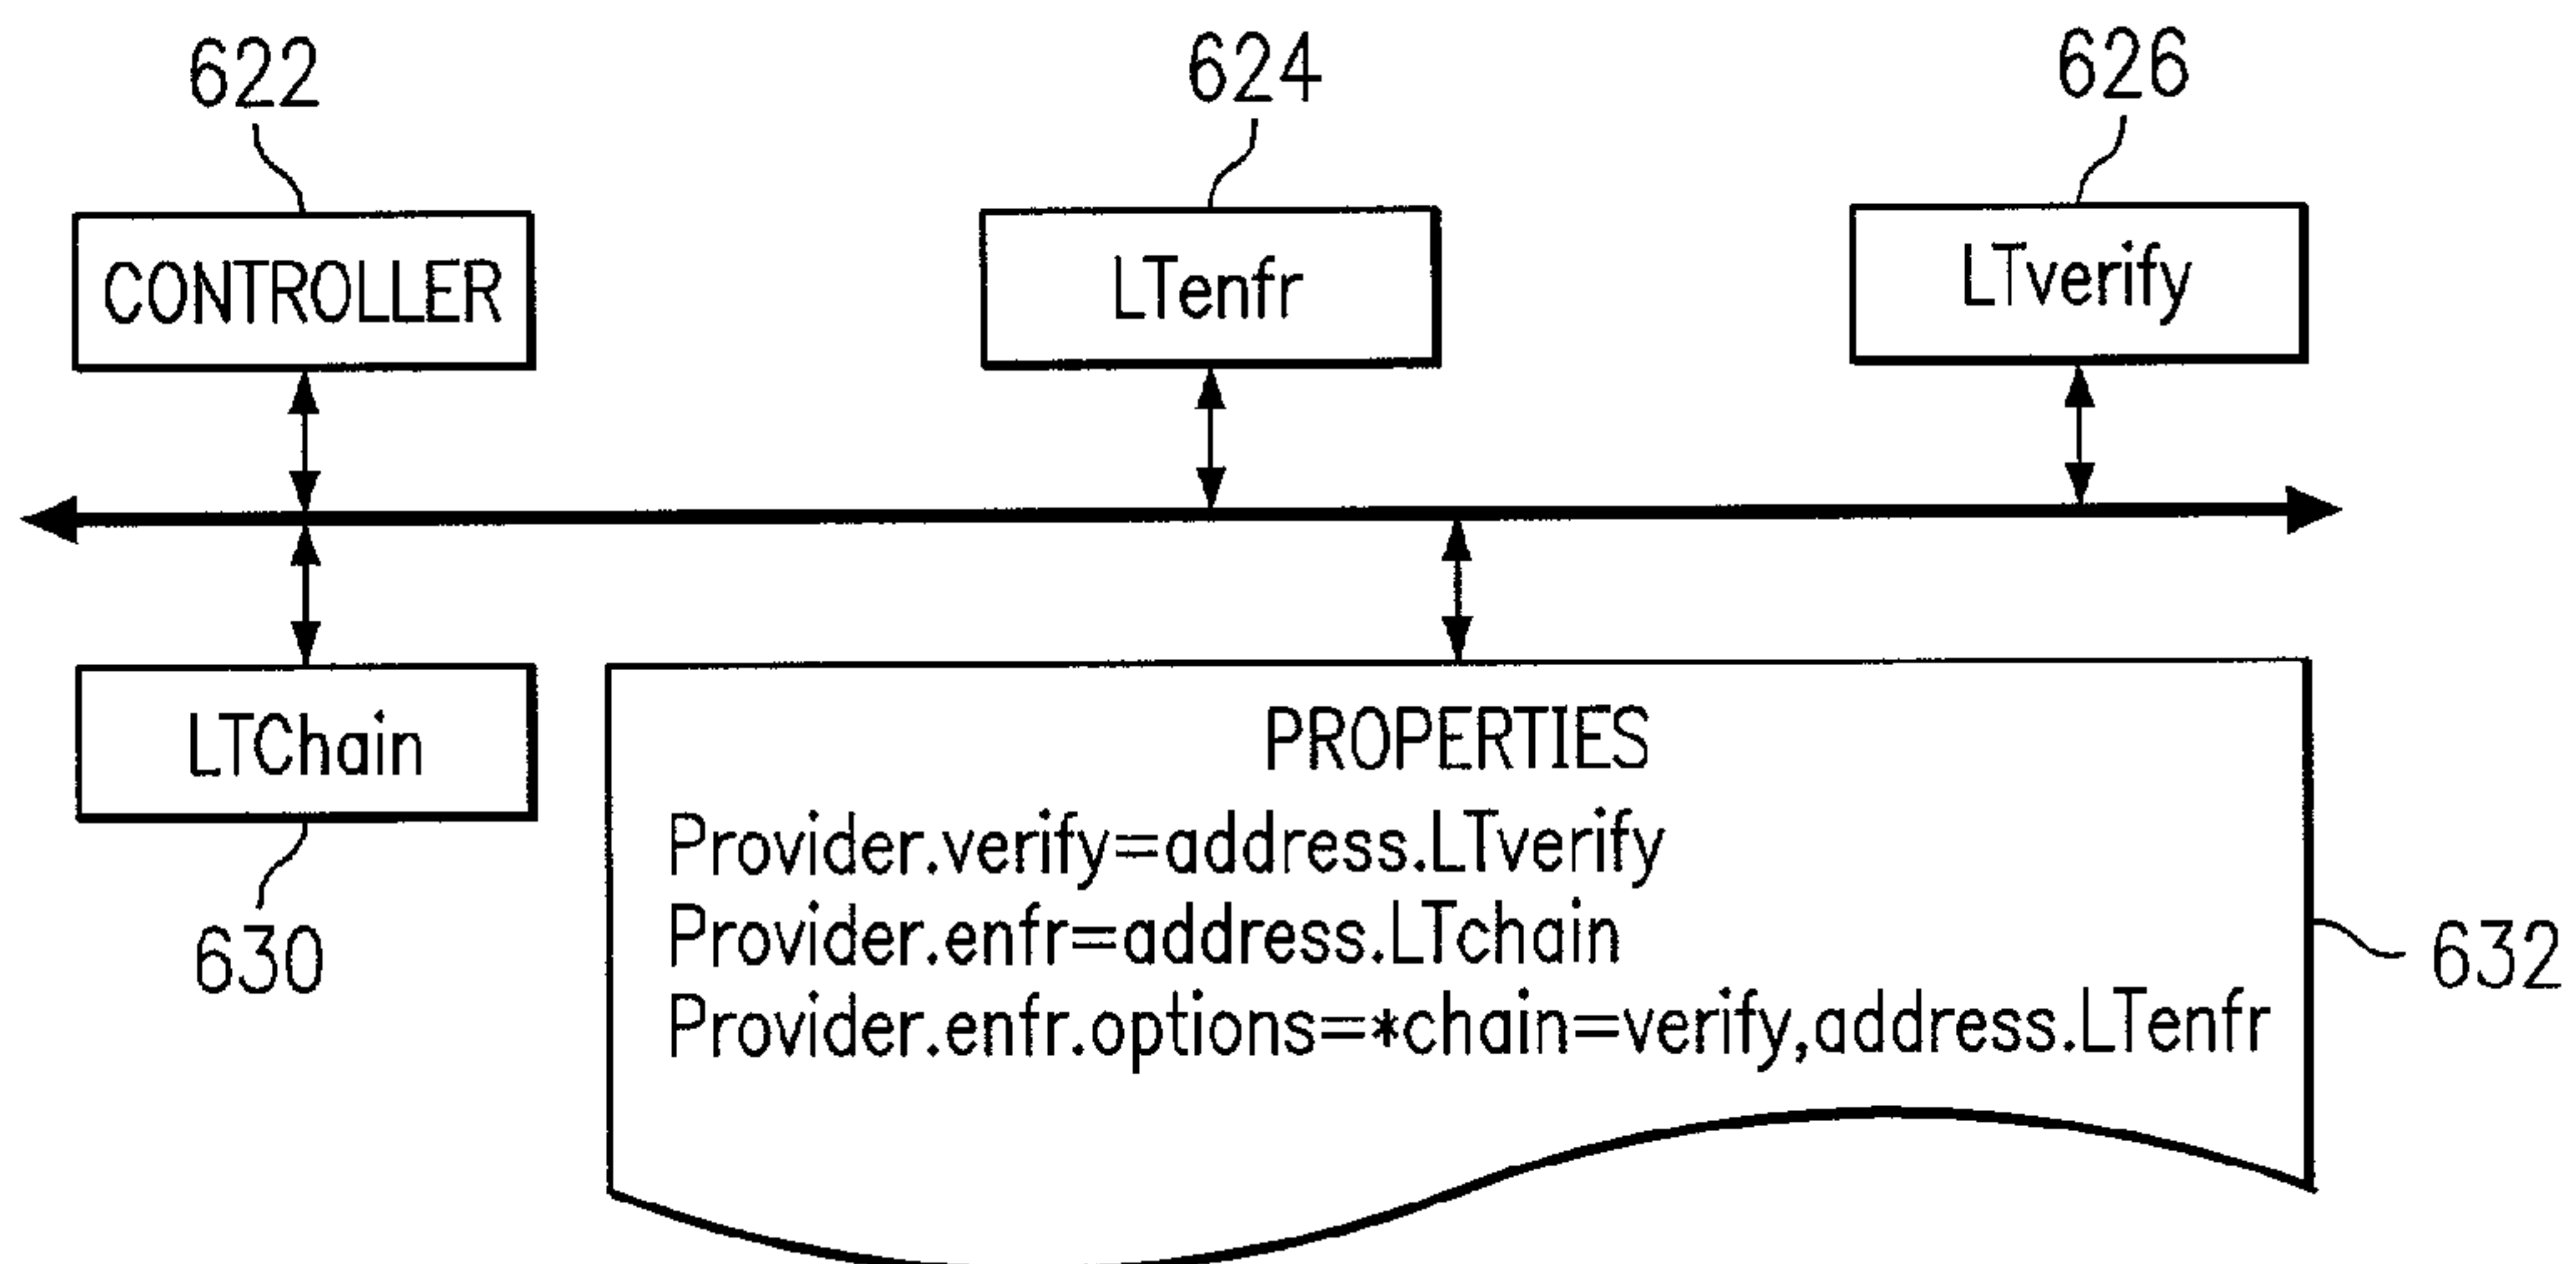 622
624
626
CONTROLLER
LTenfr
LTverify
LTChain
630
PROPERTIES
Provider.verify=address.LTverify
Provider.enfr=address.LTchain
Provider.enfr.options=*chain=verify,address.LTenfr
632